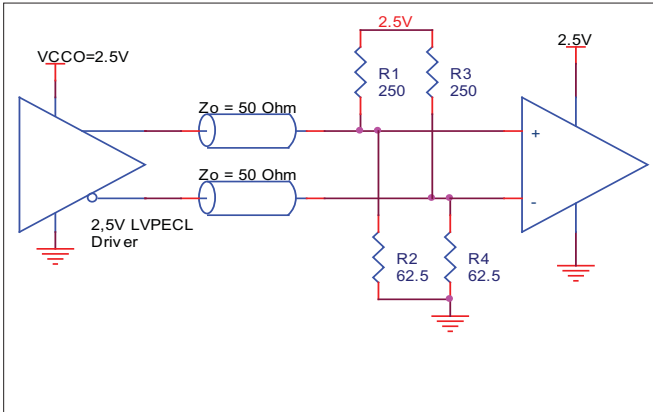 2.5V
VCCO=2.5V
2.5V
R1
250
R3
250
Zo = 50 Ohm
+
Zo = 50 Ohm
-
2,5V LVPECL
Driver
R2
62.5
R4
62.5